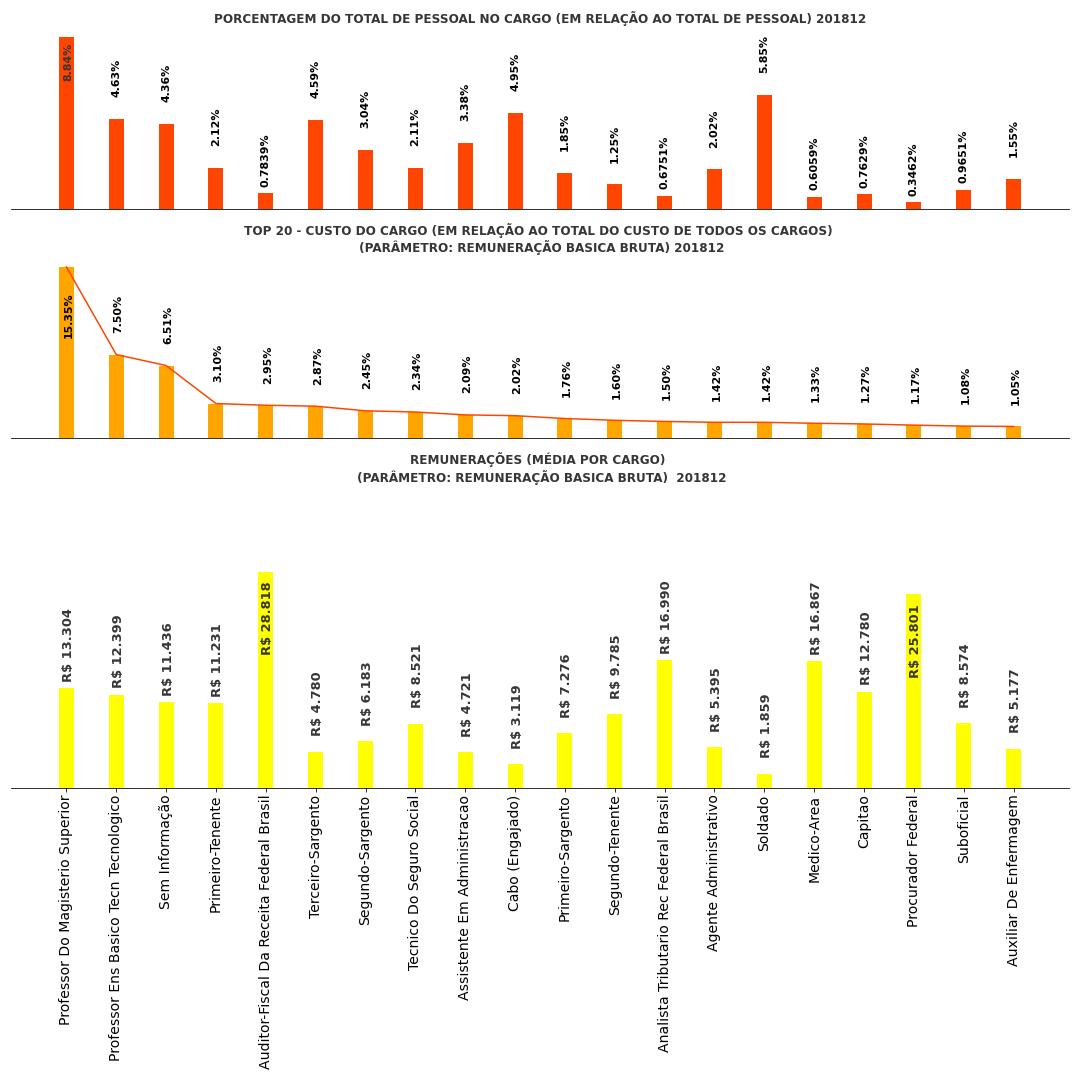 PORCENTAGEM DO TOTAL DE PESSOAL NO CARGO (EM RELAÇÃO AO TOTAL DE PESSOAL) 201812
8.84%
4.63%
4.36%
2.12%
0.7839%
4.59%
3.04%
2.11%
3.38%
4.95%
1.85%
1.25%
0.6751%
2.02%
5.85%
0.6059%
0.7629%
0.3462%
0.9651%
1.55%
TOP 20 - CUSTO DO CARGO (EM RELAÇÃO AO TOTAL DO CUSTO DE TODOS OS CARGOS)
(PARÂMETRO: REMUNERAÇÃO BASICA BRUTA) 201812
15.35%
7.50%
6.51%
3.10%
2.95%
2.87%
2.45%
2.34%
2.09%
2.02%
1.76%
1.60%
1.50%
1.42%
1.42%
1.33%
1.27%
1.17%
1.08%
1.05%
REMUNERAÇÕES (MÉDIA POR CARGO)
(PARÂMETRO: REMUNERAÇÃO BASICA BRUTA)  201812
R$ 13.304
R$ 12.399
R$ 11.436
R$ 11.231
R$ 28.818
R$ 4.780
R$ 6.183
R$ 8.521
R$ 4.721
R$ 3.119
R$ 7.276
R$ 9.785
R$ 16.990
R$ 5.395
R$ 1.859
R$ 16.867
R$ 12.780
R$ 25.801
R$ 8.574
R$ 5.177
Professor Do Magisterio Superior
Professor Ens Basico Tecn Tecnologico
Sem Informação
Primeiro-Tenente
Auditor-Fiscal Da Receita Federal Brasil
Terceiro-Sargento
Segundo-Sargento
Tecnico Do Seguro Social
Assistente Em Administracao
Cabo (Engajado)
Primeiro-Sargento
Segundo-Tenente
Analista Tributario Rec Federal Brasil
Agente Administrativo
Soldado
Medico-Area
Capitao
Procurador Federal
Suboficial
Auxiliar De Enfermagem